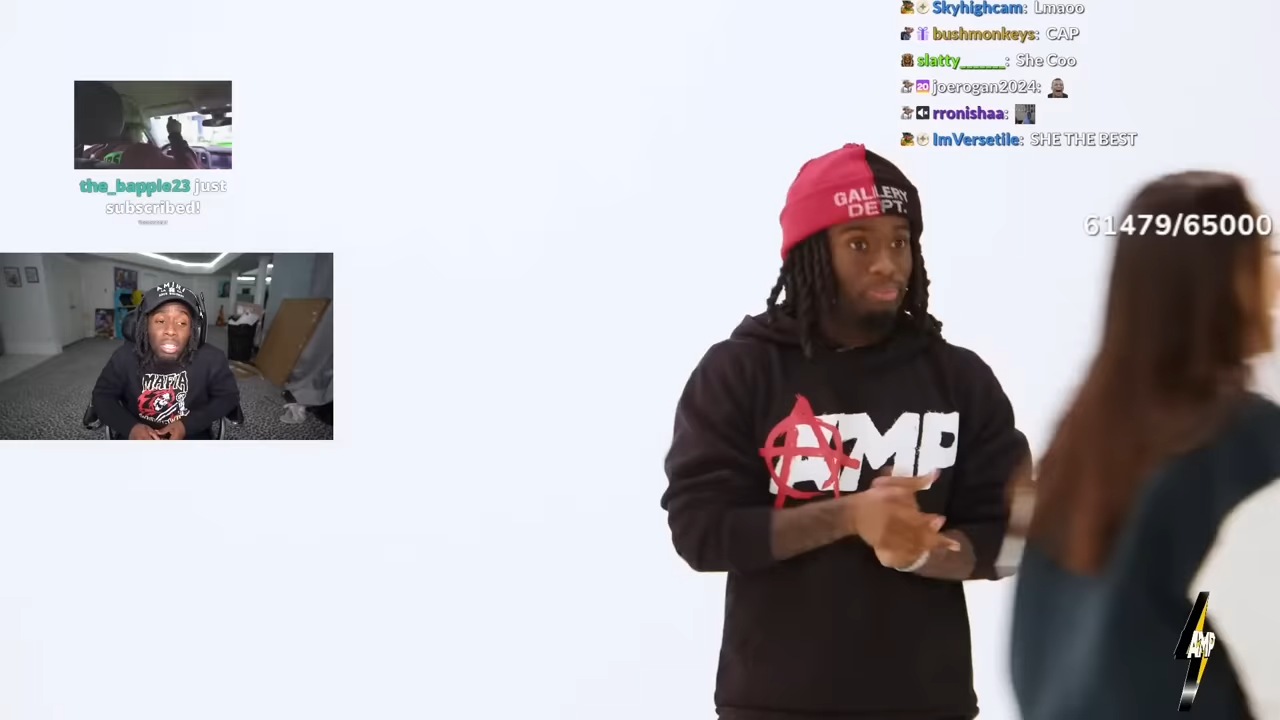 Skyhighcam: Lmaoo
bushmonkeys: CAP
slatty______: She Coo
20 joerogan2024:
rronishaa:
ImVersetile: SHE THE BEST
the_bapple23 just
subscribed!
61479/65000
GALLERY
DEPT.
AMP
MAFIA
AMP